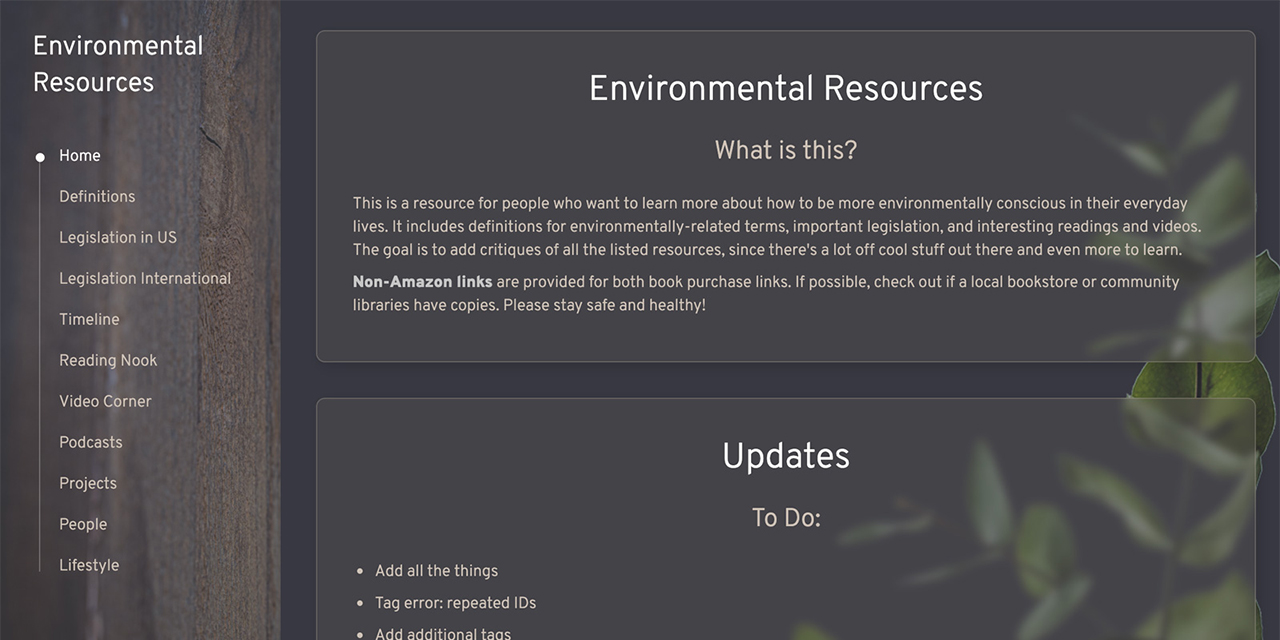 Environmental
Resources
Home
Definitions
Legislation in US
Legislation International
Timeline
Reading Nook
Video Corner
Podcasts
Projects
People
Lifestyle
Environmental Resources
What is this?
This is a resource for people who want to learn more about how to be more environmentally conscious in their everyday
lives. It includes definitions for environmentally-related terms, important legislation, and interesting readings and videos.
The goal is to add critiques of all the listed resources, since there's a lot off cool stuff out there and even more to learn.
Non-Amazon links are provided for both book purchase links. If possible, check out if a local bookstore or community
libraries have copies. Please stay safe and healthy!
Updates
To Do:
• Add all the things
• Tag error: repeated IDs
• Add additional tags